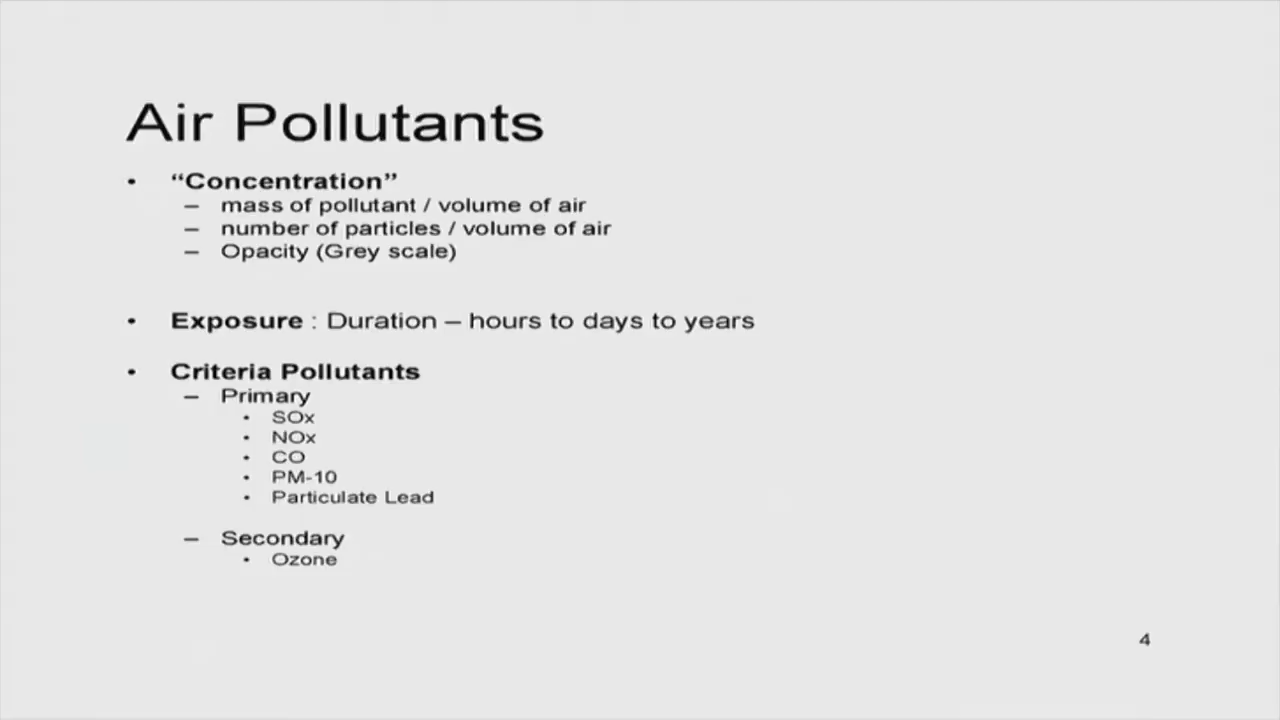 Air Pollutants
• “Concentration”
– mass of pollutant / volume of air
– number of particles / volume of air
– Opacity (Grey scale)
• Exposure : Duration – hours to days to years
• Criteria Pollutants
– Primary
• SOx
• NOx
• CO
• PM-10
• Particulate Lead
– Secondary
• Ozone
4